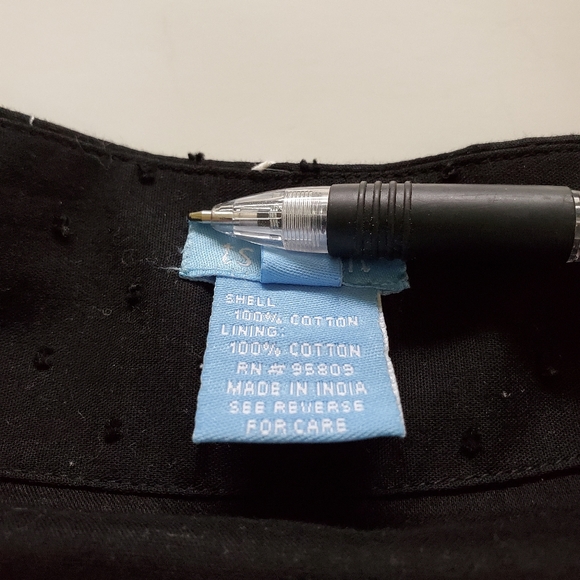 SHELL
100% COTTON
LINING:
100% COTTON
RN # 95809
MADE IN INDIA
SEE REVERSE
FOR CARE